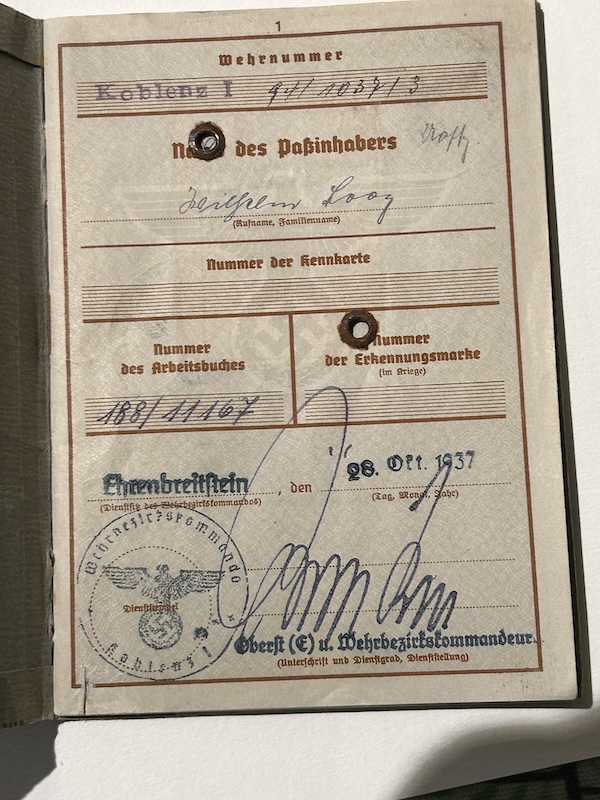 1
Wehrnummer
Koblenz I 94/1037/3
des Paßinhabers
Wilhelm Looy
(Rufname, Familienname)
Nummer der Kennkarte
Nummer
des Arbeitsbuches
188/11167
Nummer
der Erkennungsmarke
(im Kriege)
Ehrenbreitstein, den 28. Okt. 1937
(Dienstsitz des Wehrbezirkskommandos) (Tag, Monat, Jahr)
Wehrbezirkskommando
Koblenz I
Dienststempel
Oberst (E) u. Wehrbezirkskommandeur.
(Unterschrift und Dienstgrad, Dienststellung)